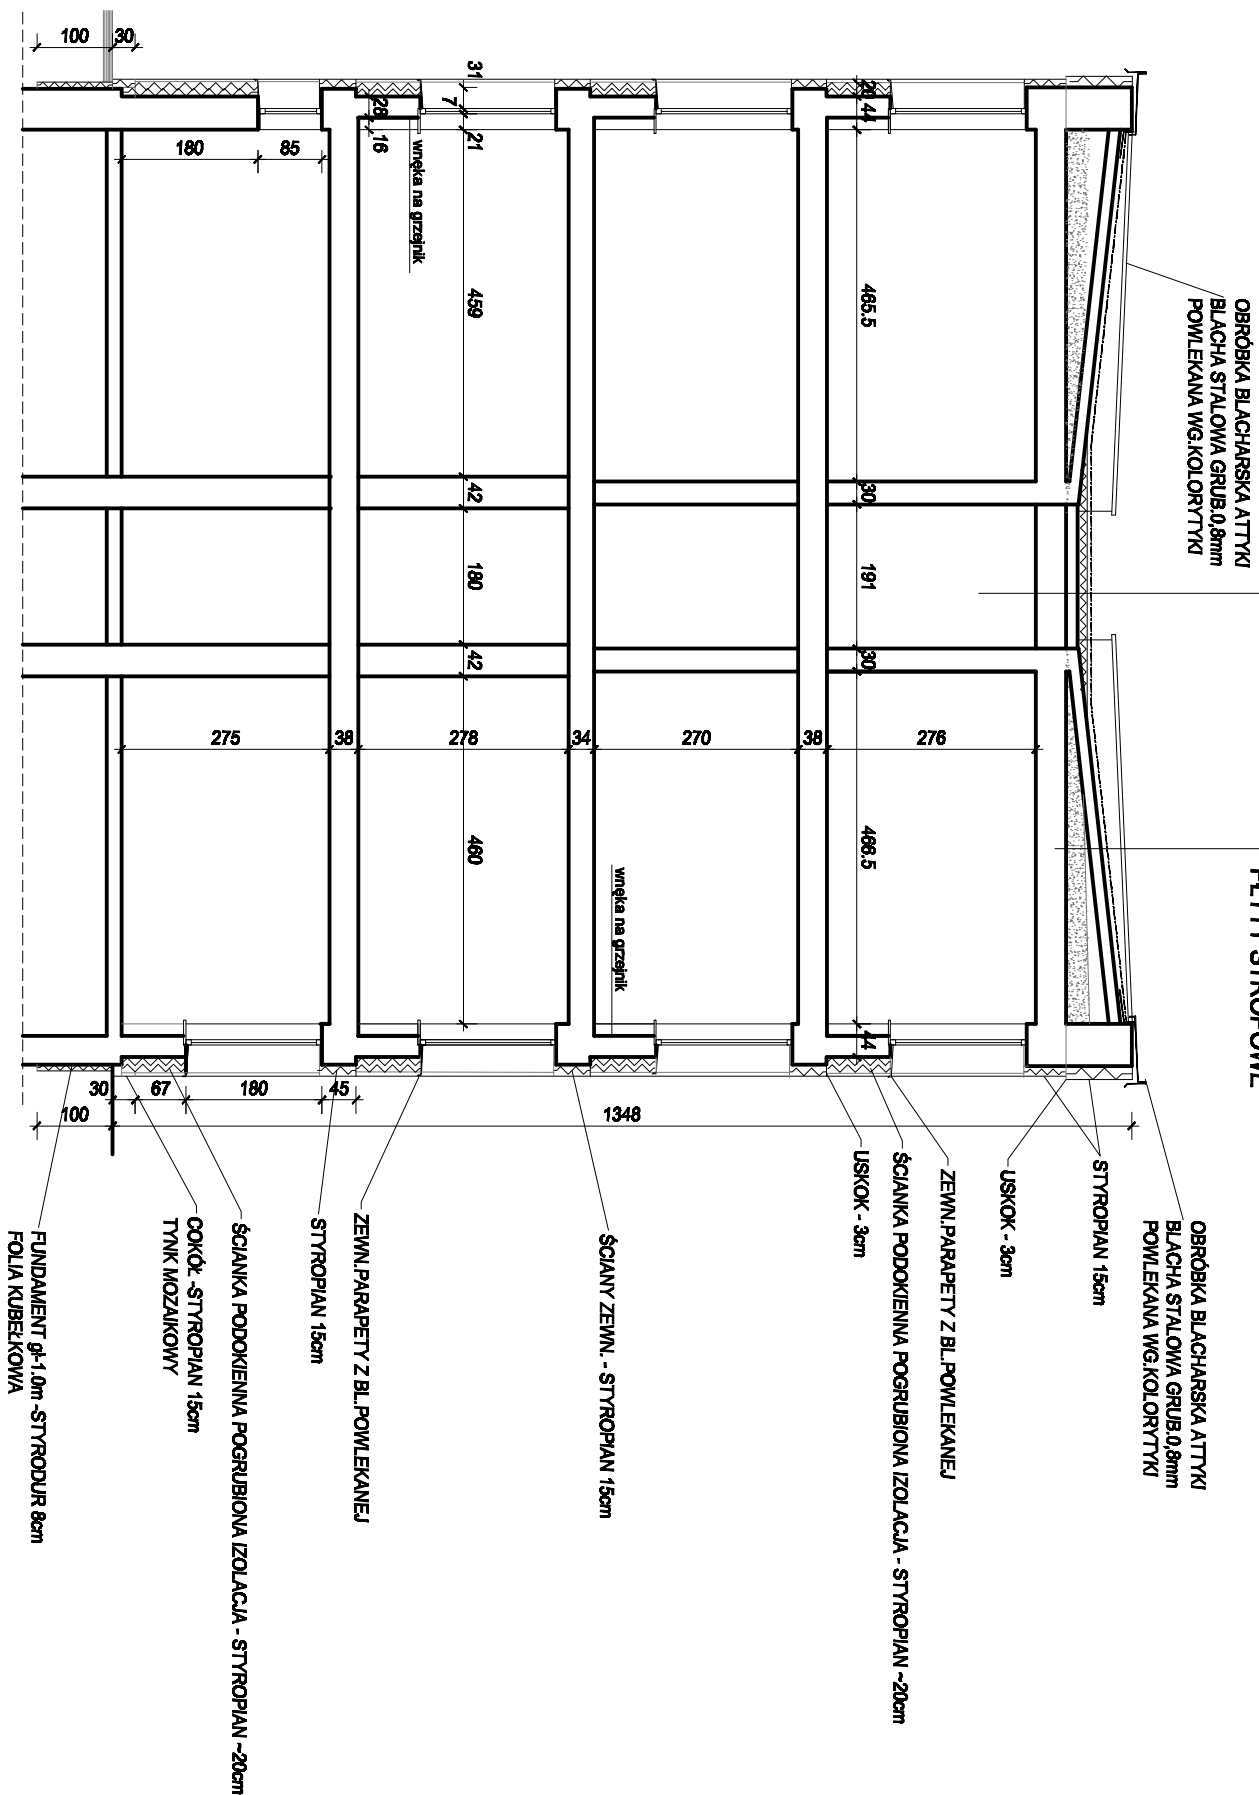 OBRÓBKA BLACHARSKA ATTYKI
BLACHA STALOWA GRUB.0,8mm
POWLEKANA WG.KOLORYTYKI
PŁYTY STROPOWE
OBRÓBKA BLACHARSKA ATTYKI
BLACHA STALOWA GRUB.0,8mm
POWLEKANA WG.KOLORYTYKI
STYROPIAN 15cm
USKOK - 3cm
ZEWN.PARAPETY Z BL.POWLEKANEJ
ŚCIANKA PODOKIENNA POGRUBIONA IZOLACJA - STYROPIAN ~20cm
USKOK - 3cm
ŚCIANY ZEWN. - STYROPIAN 15cm
ZEWN.PARAPETY Z BL.POWLEKANEJ
STYROPIAN 15cm
ŚCIANKA PODOKIENNA POGRUBIONA IZOLACJA - STYROPIAN ~20cm
COKÓŁ -STYROPIAN 15cm
TYNK MOZAIKOWY
FUNDAMENT gł-1.0m -STYRODUR 8cm
FOLIA KUBEŁKOWA
wnęka na grzejnik
wnęka na grzejnik
20 44 465.5 30 191 30 466.5 44
31 7 21 459 42 180 42 460
28 16
100 30
180 85
275 38 278 34 270 38 276
30 67 180 45
100 1348